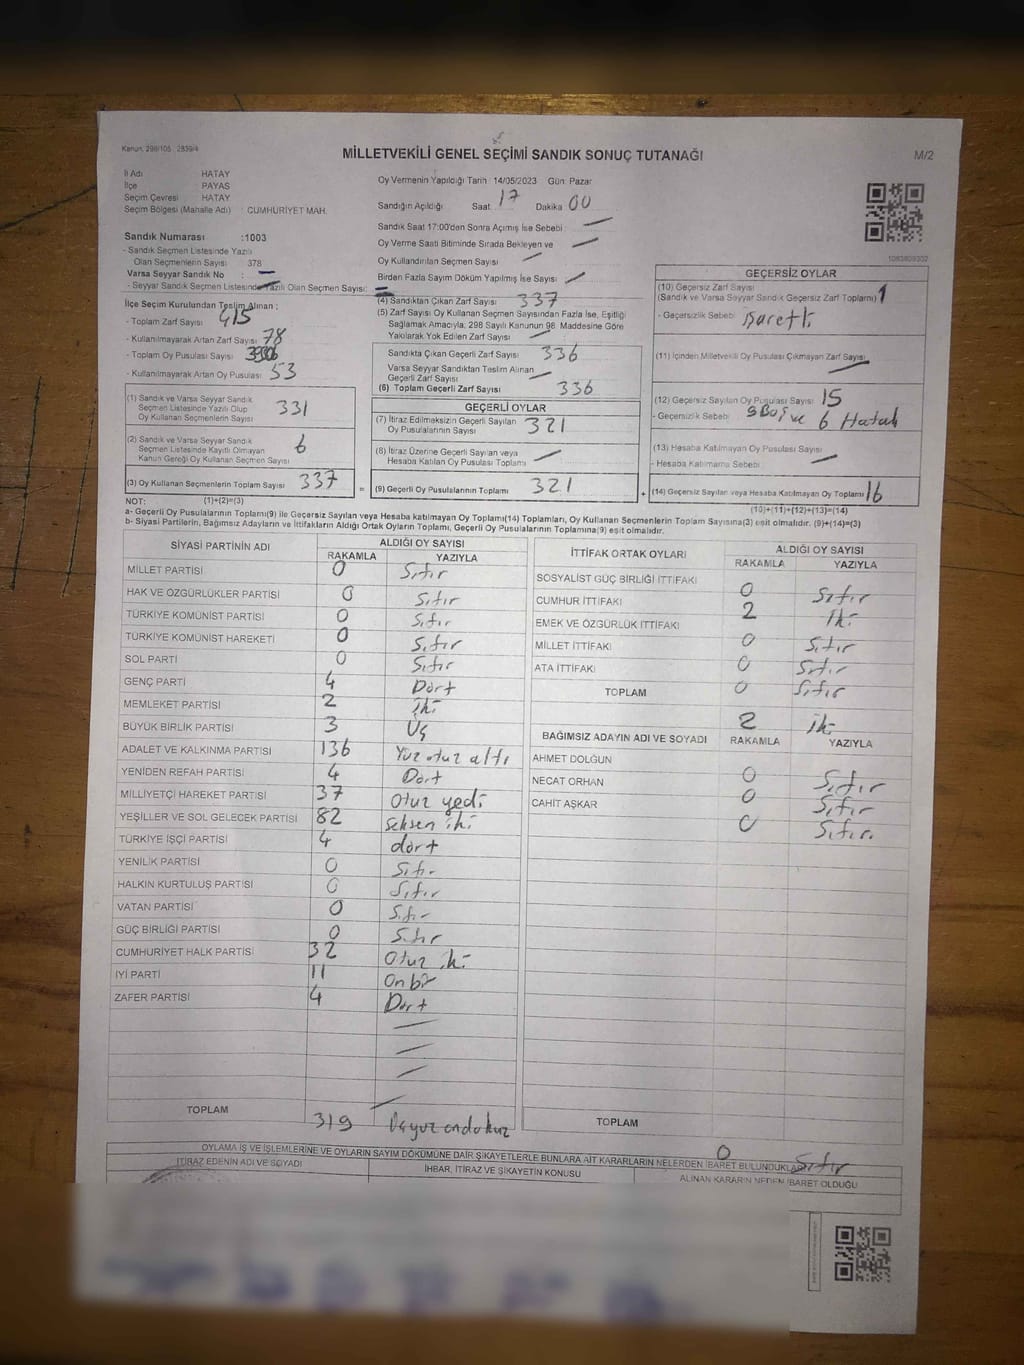 Kanun: 298/105 2839/4
MİLLETVEKİLİ GENEL SEÇİMİ SANDIK SONUÇ TUTANAĞI
M/2
İl Adı HATAY
İlçe PAYAS
Seçim Çevresi HATAY
Seçim Bölgesi (Mahalle Adı) : CUMHURİYET MAH.
Sandık Numarası :1003
- Sandık Seçmen Listesinde Yazılı
Olan Seçmenlerin Sayısı 378
Varsa Seyyar Sandık No :
- Seyyar Sandık Seçmen Listesinde Yazılı Olan Seçmen Sayısı:
İlçe Seçim Kurulundan Teslim Alınan ;
- Toplam Zarf Sayısı 415
- Kullanılmayarak Artan Zarf Sayısı 78
- Toplam Oy Pusulası Sayısı
- Kullanılmayarak Artan Oy Pusulası 53
(1) Sandık ve Varsa Seyyar Sandık
Seçmen Listesinde Yazılı Olup
Oy Kullanan Seçmenlerin Sayısı 331
(2) Sandık ve Varsa Seyyar Sandık
Seçmen Listesinde Kayıtlı Olmayan
Kanun Gereği Oy Kullanan Seçmen Sayısı 6
(3) Oy Kullanan Seçmenlerin Toplam Sayısı 337
Oy Vermenin Yapıldığı Tarih : 14/05/2023 Gün: Pazar
Sandığın Açıldığı Saat 17 Dakika 00
Sandık Saat 17:00'den Sonra Açımış İse Sebebi
Oy Verme Saati Bitiminde Sırada Bekleyen ve
Oy Kullandırılan Seçmen Sayısı
Birden Fazla Sayım Döküm Yapılmış İse Sayısı
(4) Sandıktan Çıkan Zarf Sayısı 337
(5) Zarf Sayısı Oy Kullanan Seçmen Sayısından Fazla İse, Eşitliği
Sağlamak Amacıyla, 298 Sayılı Kanunun 98. Maddesine Göre
Yakılarak Yok Edilen Zarf Sayısı
Sandıkta Çıkan Geçerli Zarf Sayısı 336
Varsa Seyyar Sandıktan Teslim Alınan
Geçerli Zarf Sayısı
(6) Toplam Geçerli Zarf Sayısı 336
GEÇERLİ OYLAR
(7) İtiraz Edilmeksizin Geçerli Sayılan
Oy Pusulalarının Sayısı 321
(8) İtiraz Üzerine Geçerli Sayılan veya
Hesaba Katılan Oy Pusulası Toplamı
= (9) Geçerli Oy Pusulalarının Toplamı 321
1083809302
GEÇERSİZ OYLAR
(10) Geçersiz Zarf Sayısı
(Sandık ve Varsa Seyyar Sandık Geçersiz Zarf Toplamı) 1
- Geçersizlik Sebebi işaretli
(11) İçinden Milletvekili Oy Pusulası Çıkmayan Zarf Sayısı
(12) Geçersiz Sayılan Oy Pusulası Sayısı 15
- Geçersizlik Sebebi 9 Boş ve 6 Hatalı
(13) Hesaba Katılmayan Oy Pusulası Sayısı
- Hesaba Katılmama Sebebi
+ (14) Geçersiz Sayılan veya Hesaba Katılmayan Oy Toplamı 16
NOT: (1)+(2)=(3) (10)+(11)+(12)+(13)=(14)
a- Geçerli Oy Pusulaların Toplamı(9) ile Geçersiz Sayılan veya Hesaba katılmayan Oy Toplamı(14) Toplamları, Oy Kullanan Seçmenlerin Toplam Sayısına(3) eşit olmalıdır. (9)+(14)=(3)
b- Siyasi Partilerin, Bağımsız Adayların ve İttifakların Aldığı Ortak Oyların Toplamı, Geçerli Oy Pusulalarının Toplamına(9) eşit olmalıdır.
SİYASİ PARTİNİN ADI ALDIĞI OY SAYISI
RAKAMLA YAZIYLA
MİLLET PARTİSİ 0 Sıfır
HAK VE ÖZGÜRLÜKLER PARTİSİ 0 Sıfır
TÜRKİYE KOMÜNİST PARTİSİ 0 Sıfır
TÜRKİYE KOMÜNİST HAREKETİ 0 Sıfır
SOL PARTİ 0 Sıfır
GENÇ PARTİ 4 Dört
MEMLEKET PARTİSİ 2 iki
BÜYÜK BİRLİK PARTİSİ 3 Üç
ADALET VE KALKINMA PARTİSİ 136 Yüz otuz altı
YENİDEN REFAH PARTİSİ 4 Dört
MİLLİYETÇİ HAREKET PARTİSİ 37 Otuz yedi
YEŞİLLER VE SOL GELECEK PARTİSİ 82 Seksen iki
TÜRKİYE İŞÇİ PARTİSİ 4 dört
YENİLİK PARTİSİ 0 Sıfır
HALKIN KURTULUŞ PARTİSİ 0 Sıfır
VATAN PARTİSİ 0 Sıfır
GÜÇ BİRLİĞİ PARTİSİ 0 Sıfır
CUMHURİYET HALK PARTİSİ 32 Otuz iki
İYİ PARTİ 11 Onbir
ZAFER PARTİSİ 4 Dört
TOPLAM 319 Üçyüz ondokuz
İTTİFAK ORTAK OYLARI ALDIĞI OY SAYISI
RAKAMLA YAZIYLA
SOSYALİST GÜÇ BİRLİĞİ İTTİFAKI 0 Sıfır
CUMHUR İTTİFAKI 2 İki
EMEK VE ÖZGÜRLÜK İTTİFAKI 0 Sıfır
MİLLET İTTİFAKI 0 Sıfır
ATA İTTİFAKI 0 Sıfır
TOPLAM 2 iki
BAĞIMSIZ ADAYIN ADI VE SOYADI RAKAMLA YAZIYLA
AHMET DOLĞUN 0 Sıfır
NECAT ORHAN 0 Sıfır
CAHİT AŞKAR 0 Sıfır
TOPLAM 0 Sıfır
OYLAMA İŞ VE İŞLEMLERİNE VE OYLARIN SAYIM DÖKÜMÜNE DAİR ŞİKAYETLERLE BUNLARA AİT KARARLARIN NELERDEN İBARET BULUNDUKLARI
İTİRAZ EDENİN ADI VE SOYADI İHBAR, İTİRAZ VE ŞİKAYETİN KONUSU ALINAN KARARIN NEDEN İBARET OLDUĞU